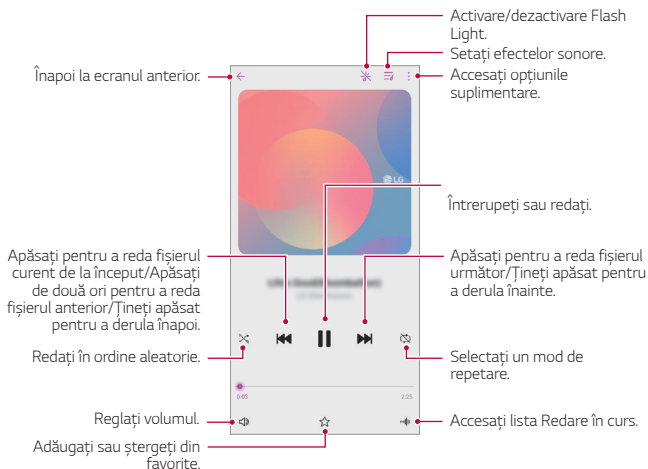 Activare/dezactivare Flash
Light.
Setați efectelor sonore.
Înapoi la ecranul anterior.
Accesați opțiunile
suplimentare.
LG
Întrerupeți sau redați.
Apăsați pentru a reda fișierul
curent de la început/Apăsați
de două ori pentru a reda
fișierul anterior/Țineți apăsat
pentru a derula înapoi.
Apăsați pentru a reda fișierul
următor/Țineți apăsat pentru
a derula înainte.
Redați în ordine aleatorie.
Selectați un mod de
repetare.
0:65
2:25
Reglați volumul.
Accesați lista Redare în curs.
Adăugați sau ștergeți din
favorite.